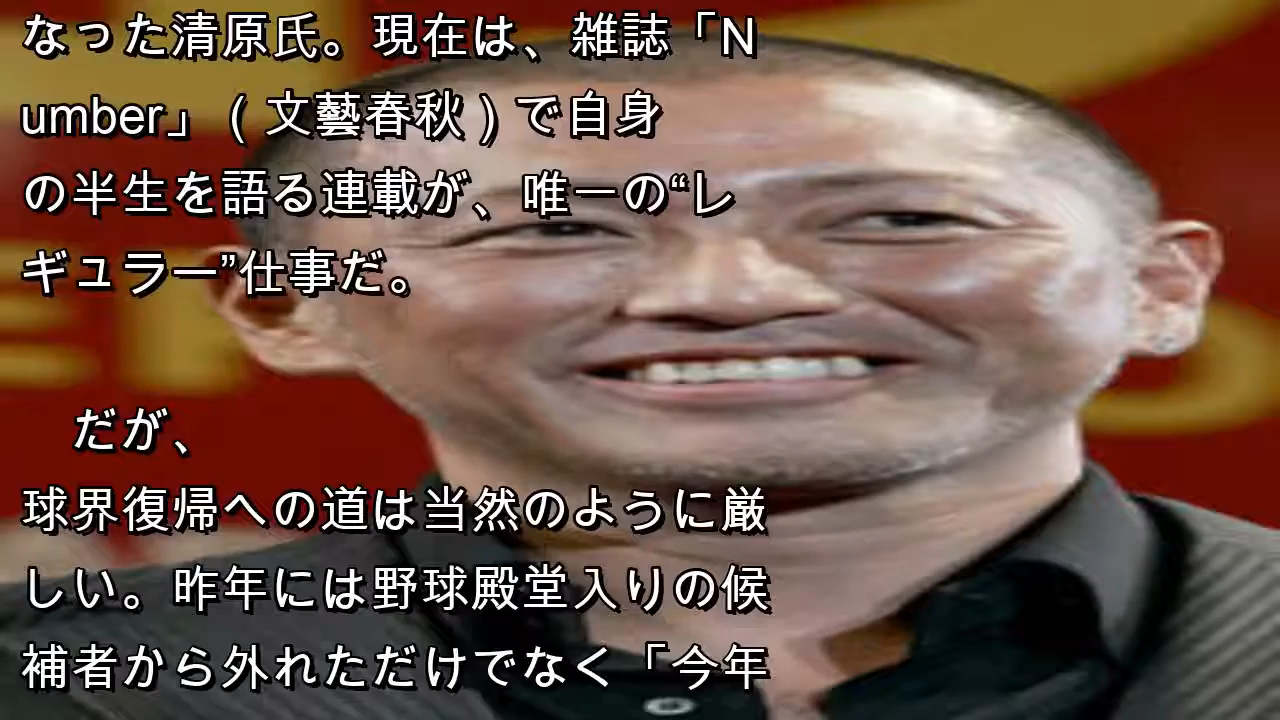 なった清原氏。現在は、雑誌「N
umber」（文藝春秋）で自身
の半生を語る連載が、唯一の“レ
ギュラー”仕事だ。
　だが、
球界復帰への道は当然のように厳
しい。昨年には野球殿堂入りの候
補者から外れただけでなく「今年